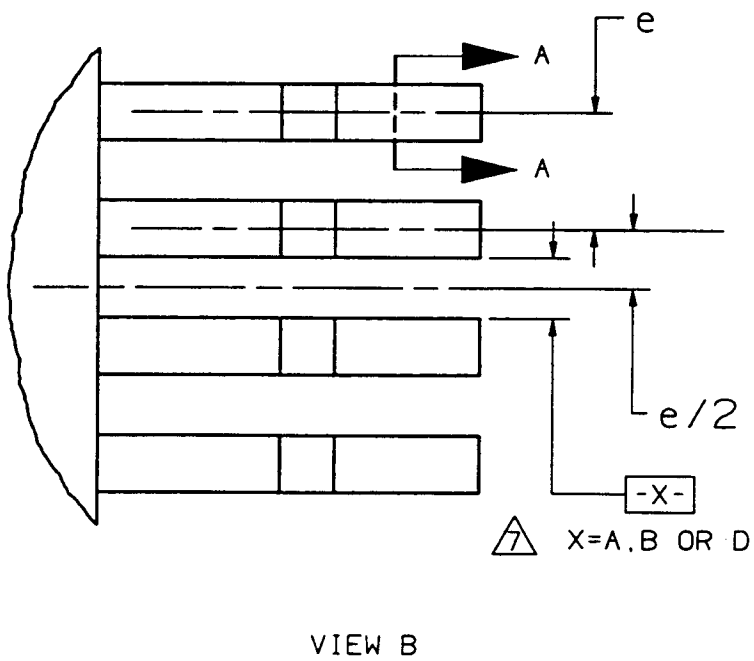 e
A
A
e/2
-X-
7 X=A,B OR D
VIEW B